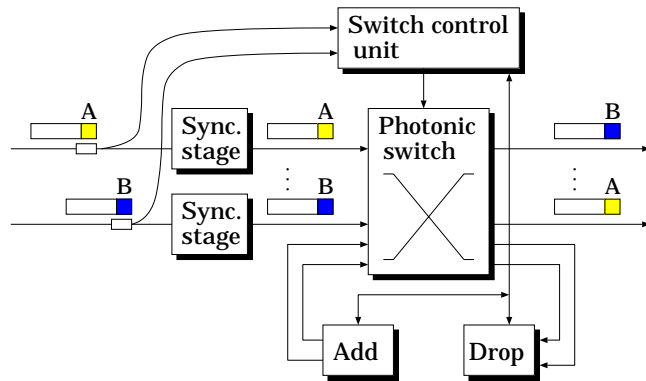 Switch control
unit
A
A
B
Sync.
stage
Photonic
switch
B
B
A
Sync.
stage
Add
Drop